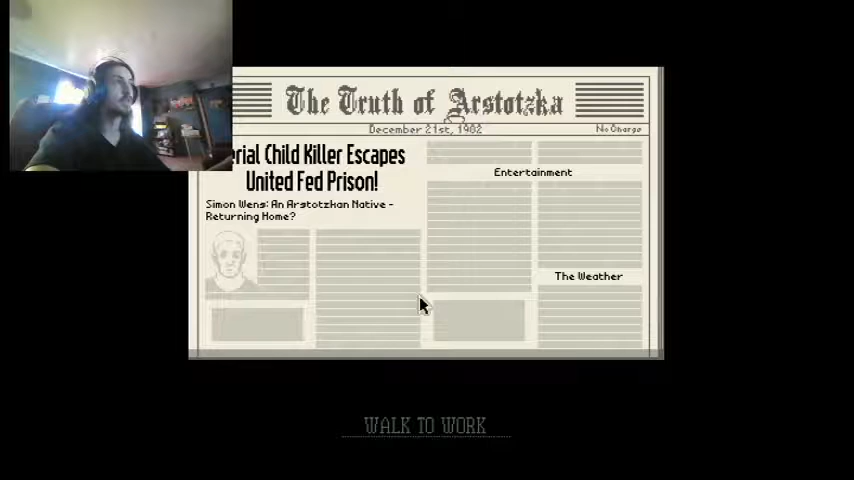 The Truth of Arstotzka
December 21st, 1982
No Charge
erial Child Killer Escapes
United Fed Prison!
Simon Wens: An Arstotzkan Native -
Returning Home?
Entertainment
The Weather
WALK TO WORK